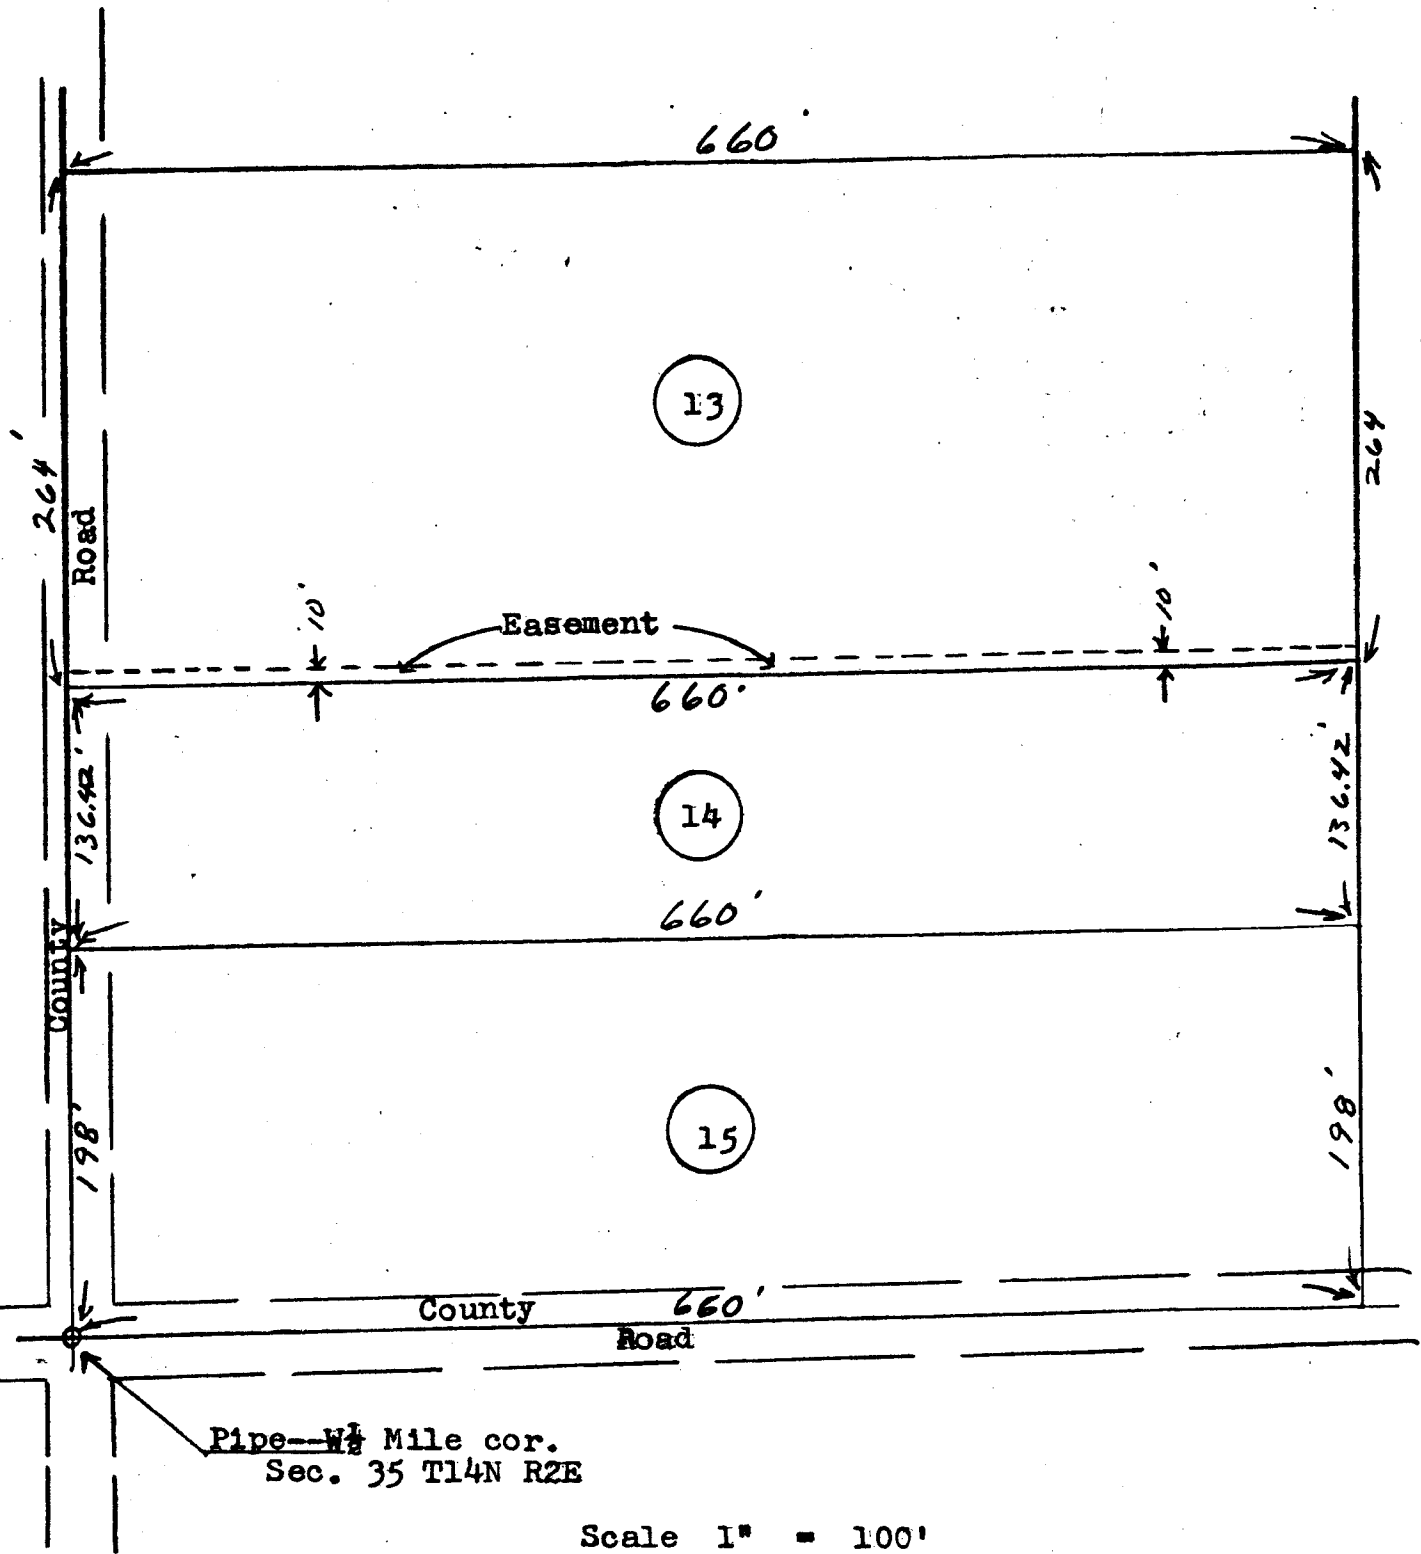 660
13
264'
264
Road
10'
10'
Easement
660'
136.42'
136.42'
14
660'
County
15
198'
198'
County 660'
Road
Pipe--W½ Mile cor.
Sec. 35 T14N R2E
Scale 1" = 100'